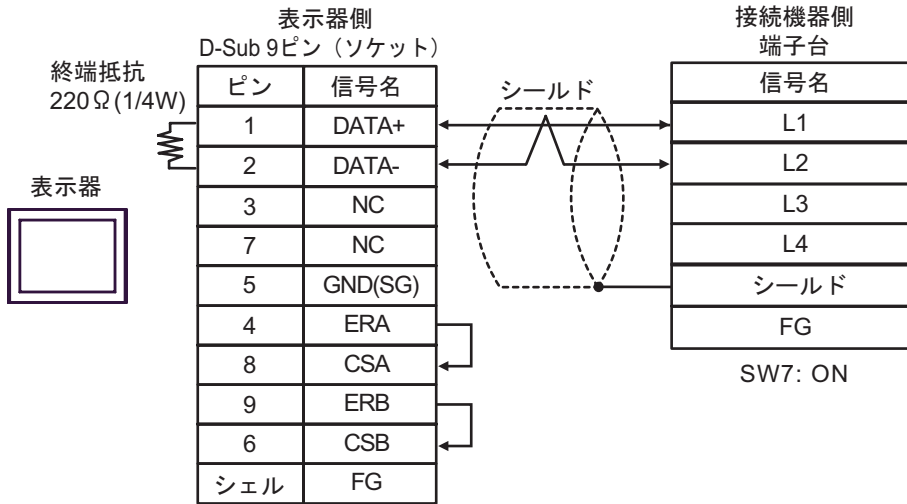 表示器側
D-Sub 9ピン（ソケット）
終端抵抗
220Ω(1/4W)
表示器
ピン 信号名
1 DATA+
2 DATA-
3 NC
7 NC
5 GND(SG)
4 ERA
8 CSA
9 ERB
6 CSB
シェル FG
シールド
接続機器側
端子台
信号名
L1
L2
L3
L4
シールド
FG
SW7: ON